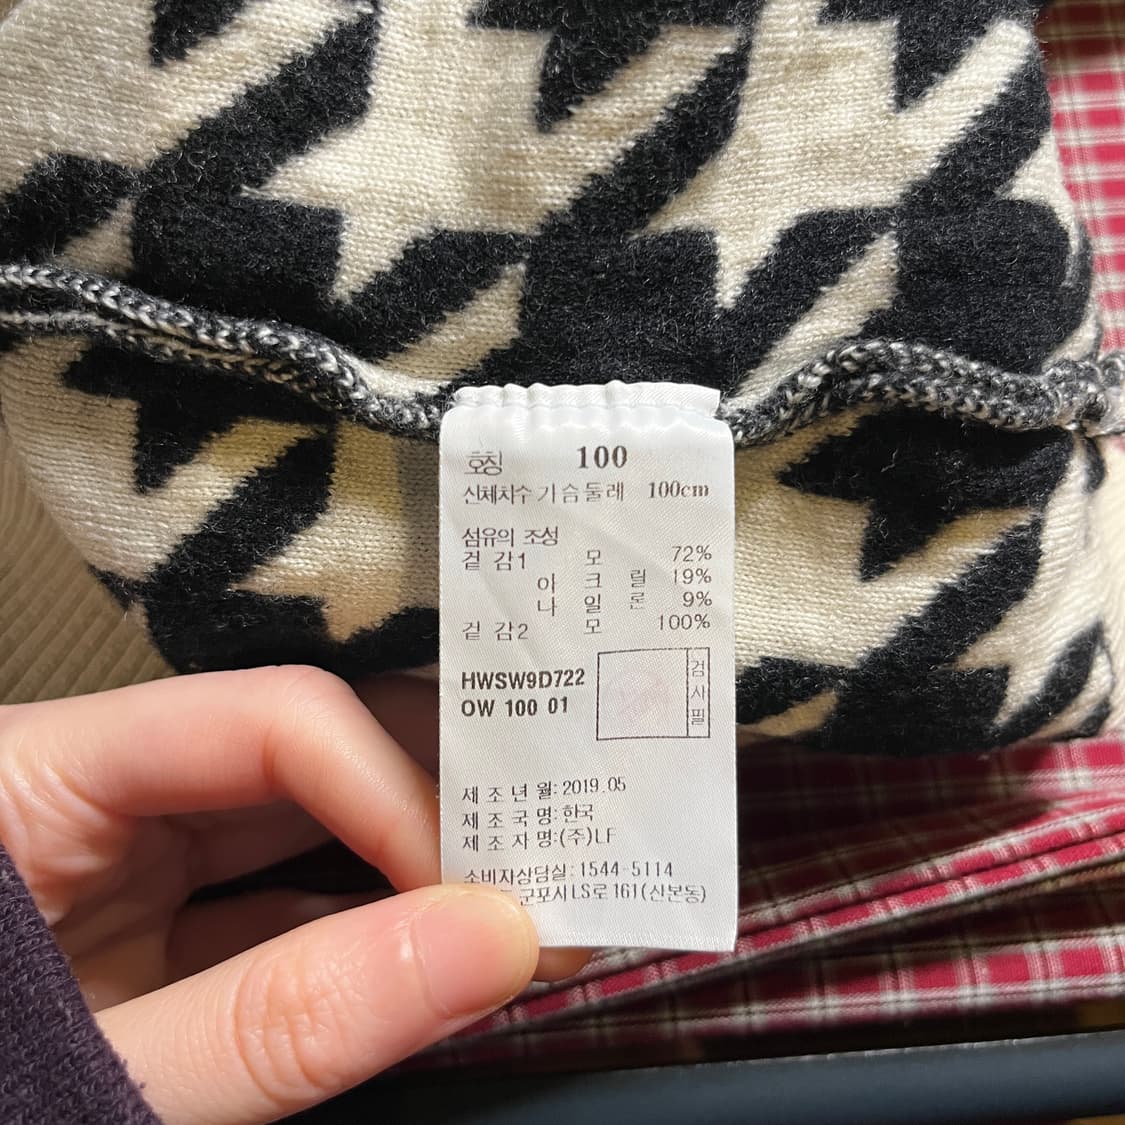 호칭 100
신체치수 가슴둘레 100cm
섬유의 조성
겉 감1 모 72%
아 크 릴 19%
나 일 론 9%
겉 감2 모 100%
HWSW9D722
OW 100 01
검사필
제 조 년 월: 2019.05
제 조 국 명: 한국
제 조 자 명: (주)LF
소비자상담실: 1544-5114
군포시 LS로 161(산본동)